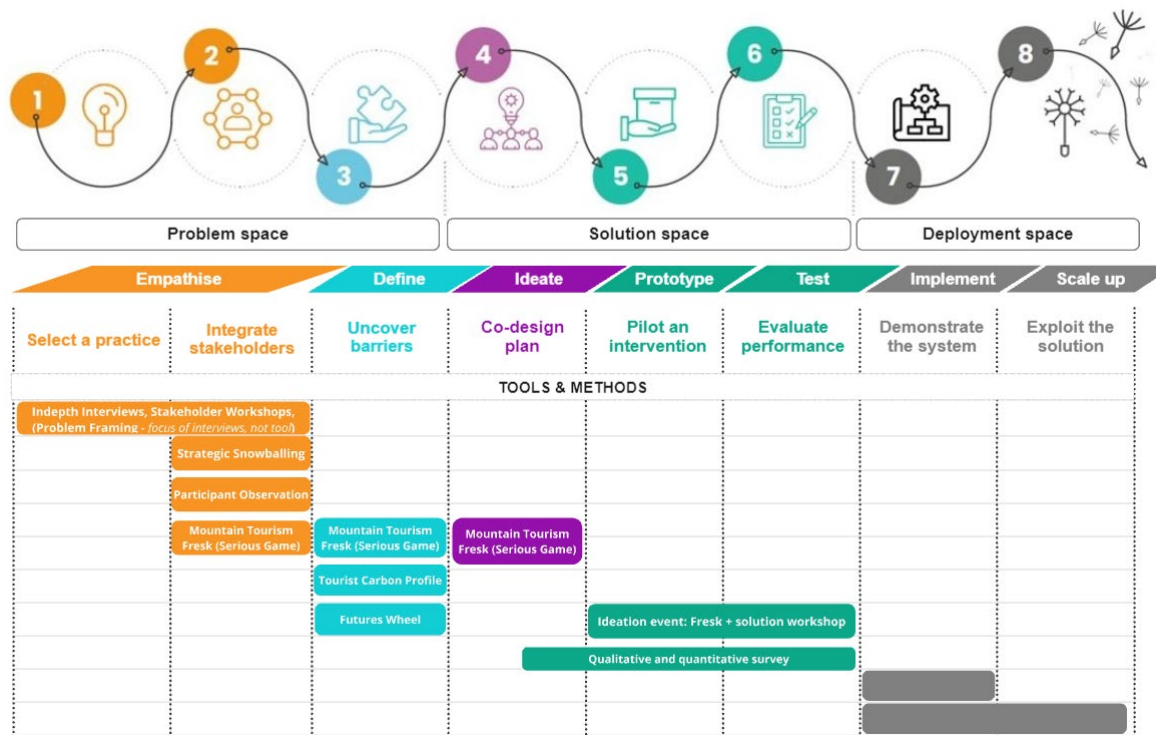 1
2
3
4
5
6
7
8
Problem space
Solution space
Deployment space
Empathise
Define
Ideate
Prototype
Test
Implement
Scale up
Select a practice
Integrate
stakeholders
Uncover
barriers
Co-design
plan
Pilot an
intervention
Evaluate
performance
Demonstrate
the system
Exploit the
solution
TOOLS & METHODS
Indepth Interviews, Stakeholder Workshops,
(Problem Framing - focus of interviews, not tool)
Strategic Snowballing
Participant Observation
Mountain Tourism
Fresk (Serious Game)
Mountain Tourism
Fresk (Serious Game)
Mountain Tourism
Fresk (Serious Game)
Tourist Carbon Profile
Futures Wheel
Ideation event: Fresk + solution workshop
Qualitative and quantitative survey